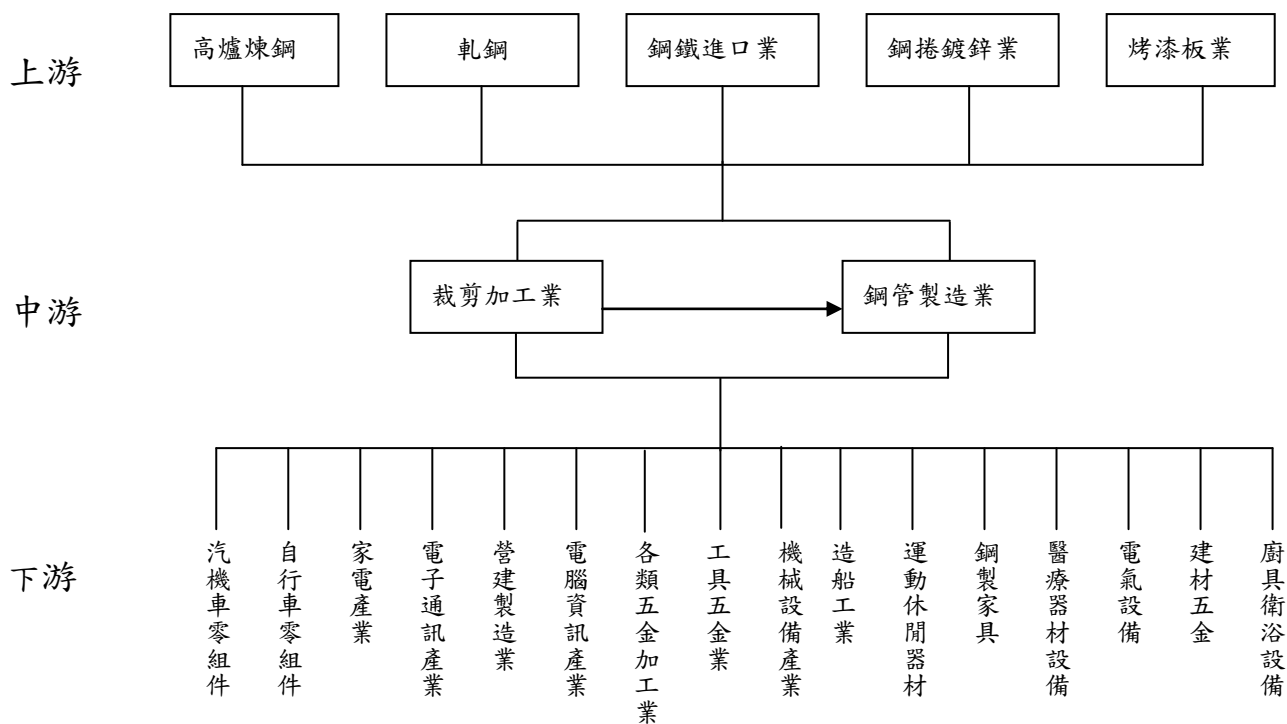 上游
高爐煉鋼
軋鋼
鋼鐵進口業
鋼捲鍍鋅業
烤漆板業
中游
裁剪加工業
鋼管製造業
下游
汽機車零組件
自行車零組件
家電產業
電子通訊產業
營建製造業
電腦資訊產業
各類五金加工業
工具五金業
機械設備產業
造船工業
運動休閒器材
鋼製家具
醫療器材設備
電氣設備
建材五金
廚具衛浴設備